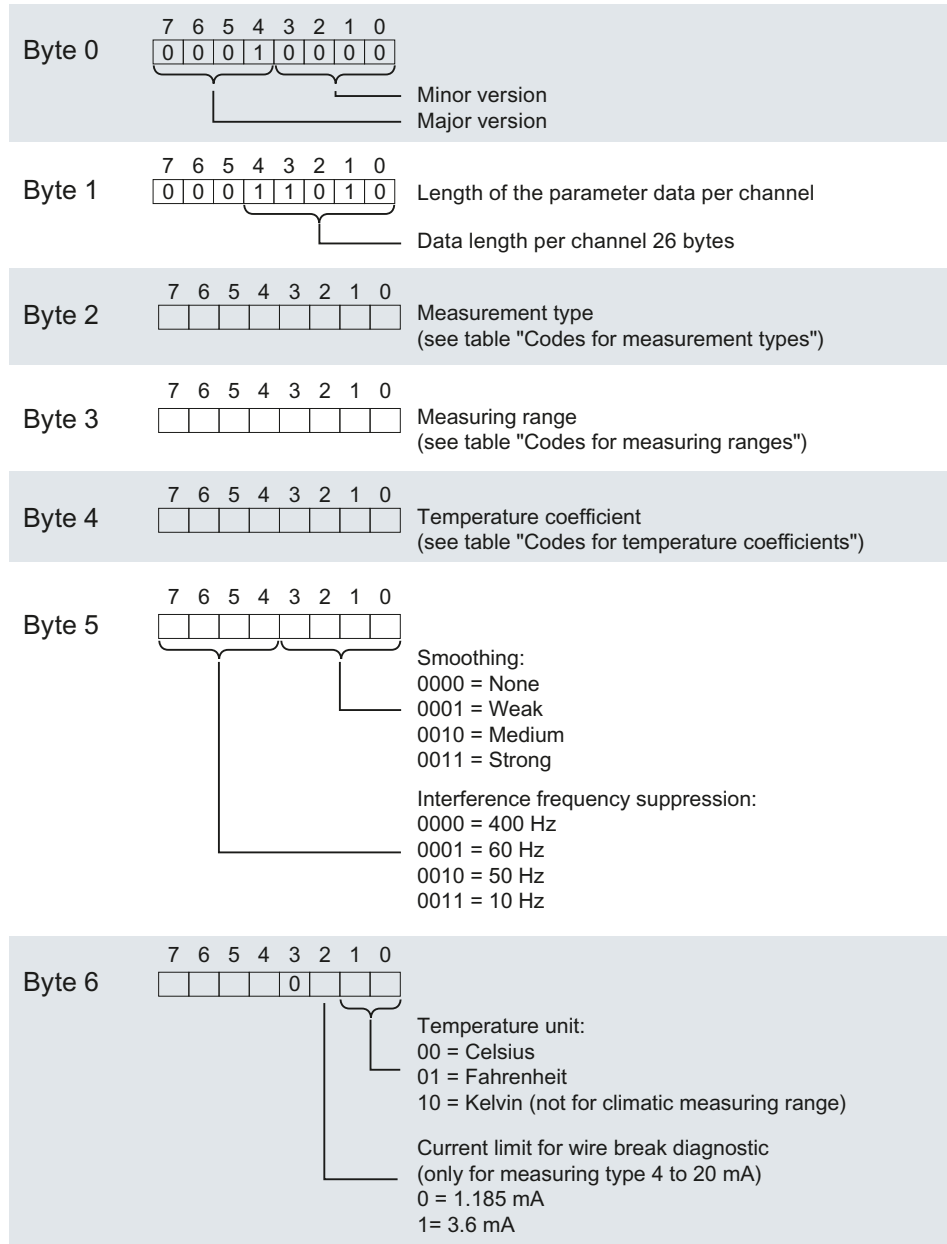 7 6 5 4 3 2 1 0
Byte 0
0 0 0 1 0 0 0 0
Minor version
Major version
7 6 5 4 3 2 1 0
Byte 1
0 0 0 1 1 0 1 0
Length of the parameter data per channel
Data length per channel 26 bytes
7 6 5 4 3 2 1 0
Byte 2
Measurement type
(see table "Codes for measurement types")
7 6 5 4 3 2 1 0
Byte 3
Measuring range
(see table "Codes for measuring ranges")
7 6 5 4 3 2 1 0
Byte 4
Temperature coefficient
(see table "Codes for temperature coefficients")
7 6 5 4 3 2 1 0
Byte 5
Smoothing:
0000 = None
0001 = Weak
0010 = Medium
0011 = Strong
Interference frequency suppression:
0000 = 400 Hz
0001 = 60 Hz
0010 = 50 Hz
0011 = 10 Hz
7 6 5 4 3 2 1 0
Byte 6
0
Temperature unit:
00 = Celsius
01 = Fahrenheit
10 = Kelvin (not for climatic measuring range)
Current limit for wire break diagnostic
(only for measuring type 4 to 20 mA)
0 = 1.185 mA
1= 3.6 mA